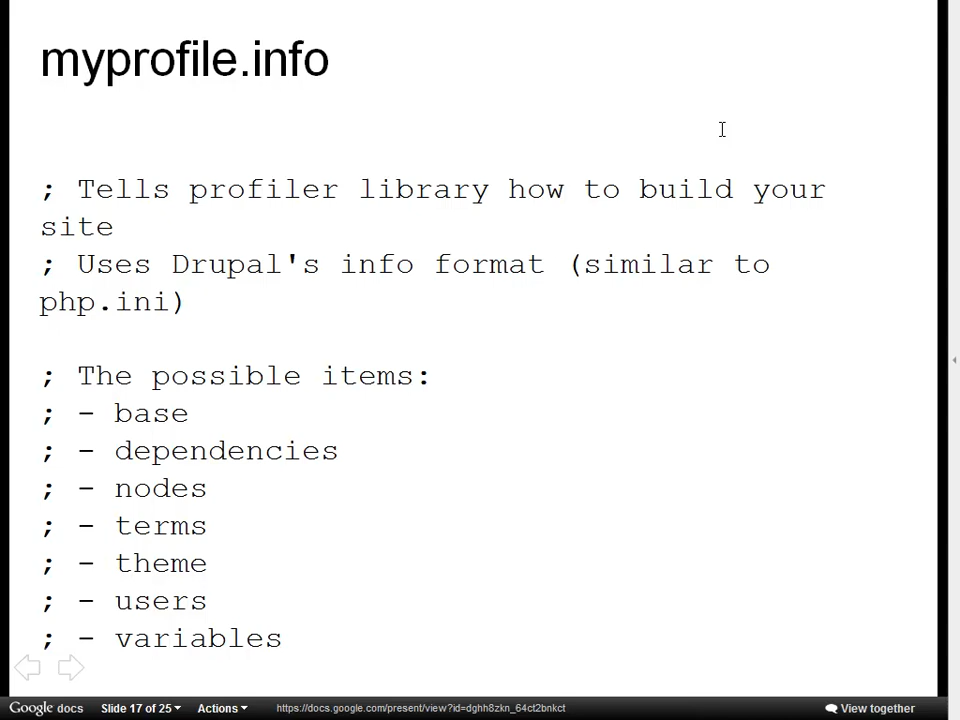 myprofile.info
; Tells profiler library how to build your
site
; Uses Drupal's info format (similar to
php.ini)
; The possible items:
; - base
; - dependencies
; - nodes
; - terms
; - theme
; - users
; - variables
Google docs Slide 17 of 25 Actions https://docs.google.com/present/view?id=dghh8zkn_64ct2bnkct View together